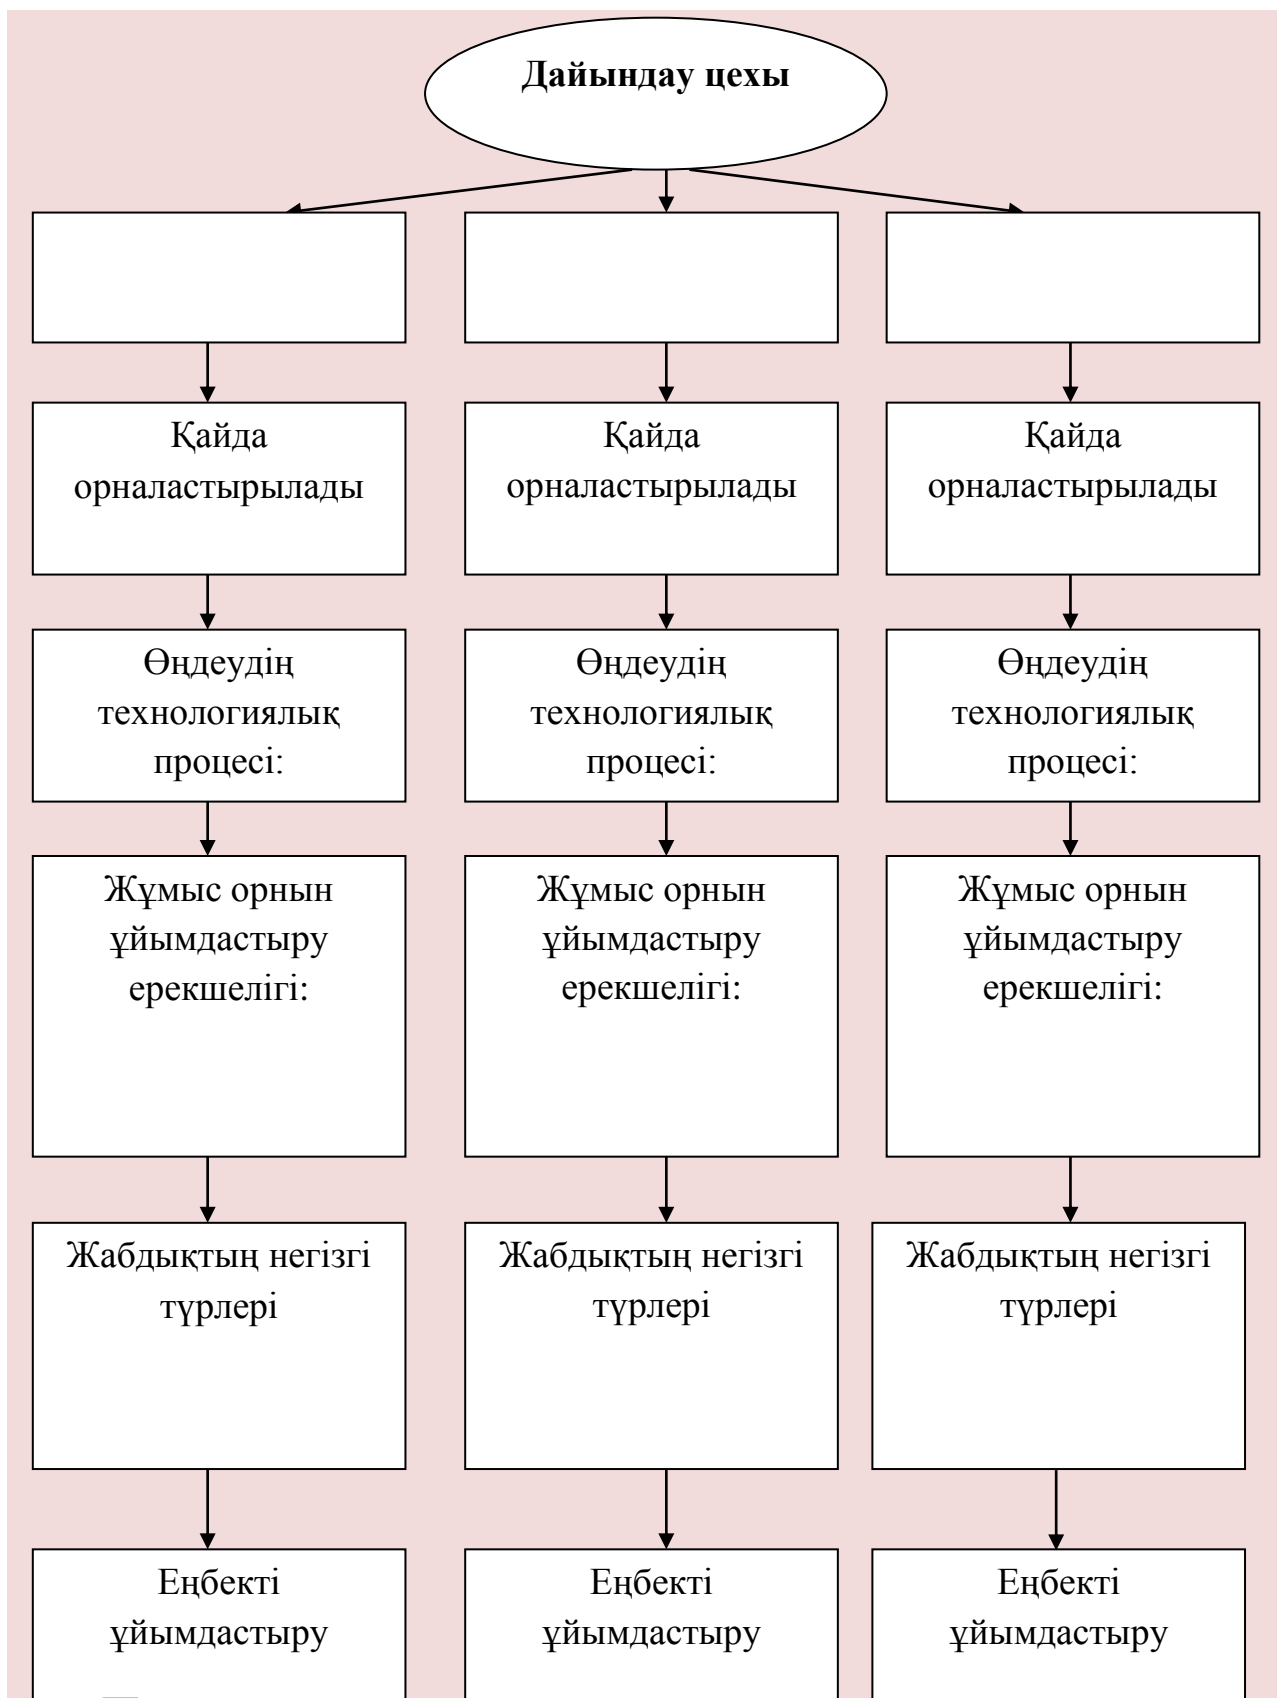 Дайындау цехы
Қайда
орналастырылады
Қайда
орналастырылады
Қайда
орналастырылады
Өңдеудің
технологиялық
процесі:
Өңдеудің
технологиялық
процесі:
Өңдеудің
технологиялық
процесі:
Жұмыс орнын
ұйымдастыру
ерекшелігі:
Жұмыс орнын
ұйымдастыру
ерекшелігі:
Жұмыс орнын
ұйымдастыру
ерекшелігі:
Жабдықтың негізгі
түрлері
Жабдықтың негізгі
түрлері
Жабдықтың негізгі
түрлері
Еңбекті
ұйымдастыру
Еңбекті
ұйымдастыру
Еңбекті
ұйымдастыру